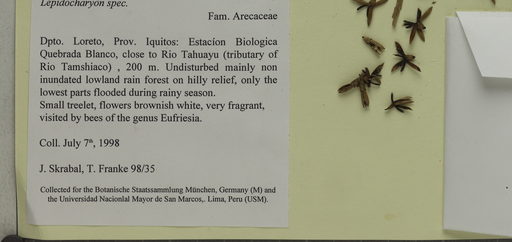 Lepidocharyon spec.
Fam. Arecaceae
Dpto. Loreto, Prov. Iquitos: Estacíon Biologica
Quebrada Blanco, close to Rio Tahuayu (tributary of
Rio Tamshiaco) , 200 m. Undisturbed mainly non
inundated lowland rain forest on hilly relief, only the
lowest parts flooded during rainy season.
Small treelet, flowers brownish white, very fragrant,
visited by bees of the genus Eufriesia.
Coll. July 7th, 1998
J. Skrabal, T. Franke 98/35
Collected for the Botanische Staatssammlung München, Germany (M) and
the Universidad Nacionlal Mayor de San Marcos,. Lima, Peru (USM).